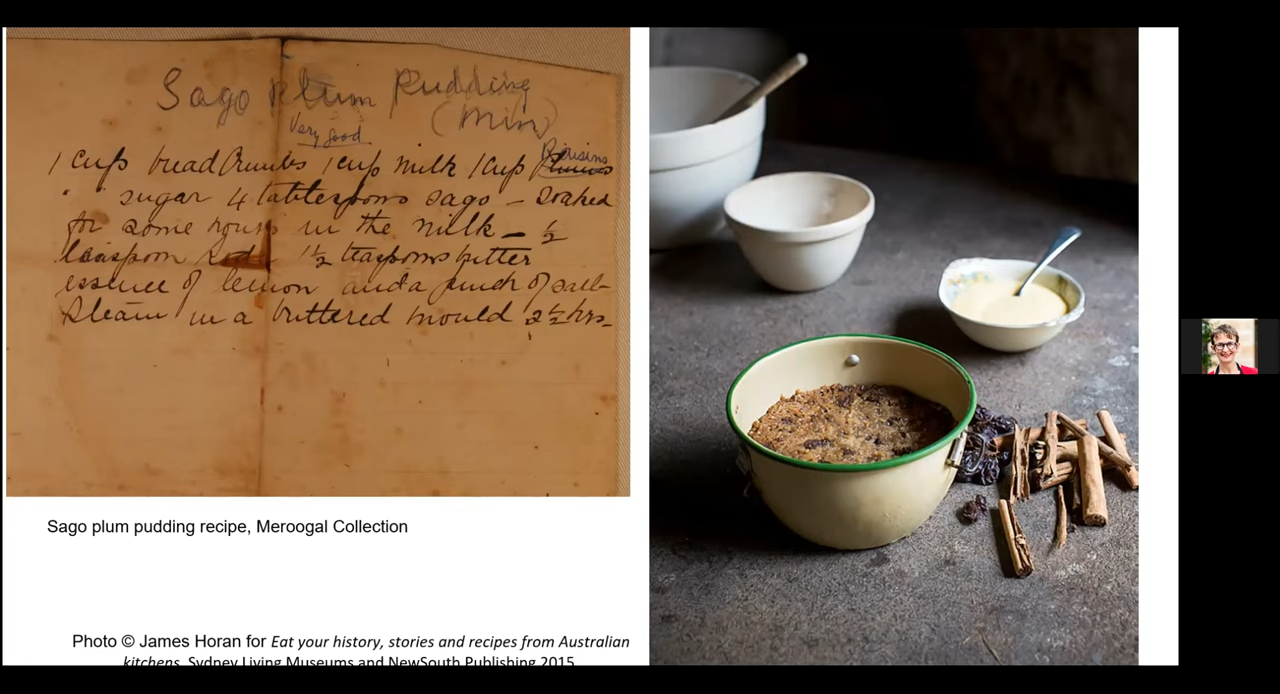 Sago Plum Pudding
(Min)
Very good
Raisins
1 cup breadcrumbs 1 cup milk 1 cup
" " sugar 4 tablespoons sago – soaked
for some hours in the milk – ½
teaspoon soda 1½ teaspoons butter
essence of lemon and a pinch of salt
Steam in a buttered mould 2½ hrs.
Sago plum pudding recipe, Meroogal Collection
Photo © James Horan for Eat your history, stories and recipes from Australian
kitchens, Sydney Living Museums and NewSouth Publishing 2015